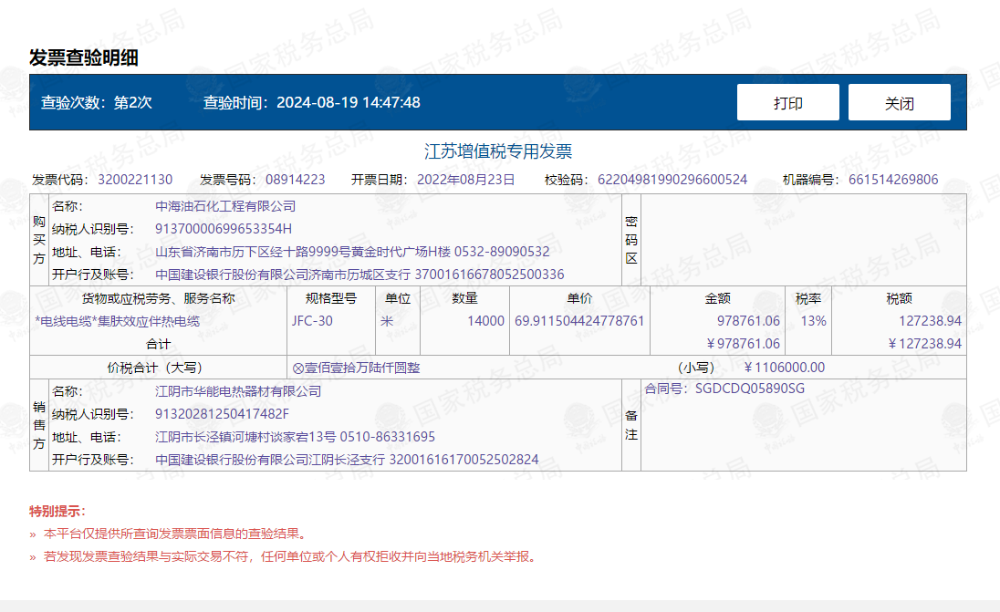 发票查验明细
查验次数：第2次 查验时间：2024-08-19 14:47:48 打印 关闭
江苏增值税专用发票
发票代码：3200221130 发票号码：08914223 开票日期：2022年08月23日 校验码：62204981990296600524 机器编号：661514269806
购买方
名称： 中海油石化工程有限公司
纳税人识别号： 91370000699653354H
地址、电话： 山东省济南市历下区经十路9999号黄金时代广场H楼 0532-89090532
开户行及账号： 中国建设银行股份有限公司济南市历城区支行 37001616678052500336
密码区
货物或应税劳务、服务名称 规格型号 单位 数量 单价 金额 税率 税额
*电线电缆*集肤效应伴热电缆 JFC-30 米 14000 69.911504424778761 978761.06 13% 127238.94
合计 ￥978761.06 ￥127238.94
价税合计（大写） ⊗壹佰壹拾万陆仟圆整 （小写） ￥1106000.00
销售方
名称： 江阴市华能电热器材有限公司
纳税人识别号： 91320281250417482F
地址、电话： 江阴市长泾镇河塘村谈家宕13号 0510-86331695
开户行及账号： 中国建设银行股份有限公司江阴长泾支行 32001616170052502824
备注
合同号：SGDCDQ05890SG
特别提示：
» 本平台仅提供所查询发票票面信息的查验结果。
» 若发现发票查验结果与实际交易不符，任何单位或个人有权拒收并向当地税务机关举报。
国家税务总局